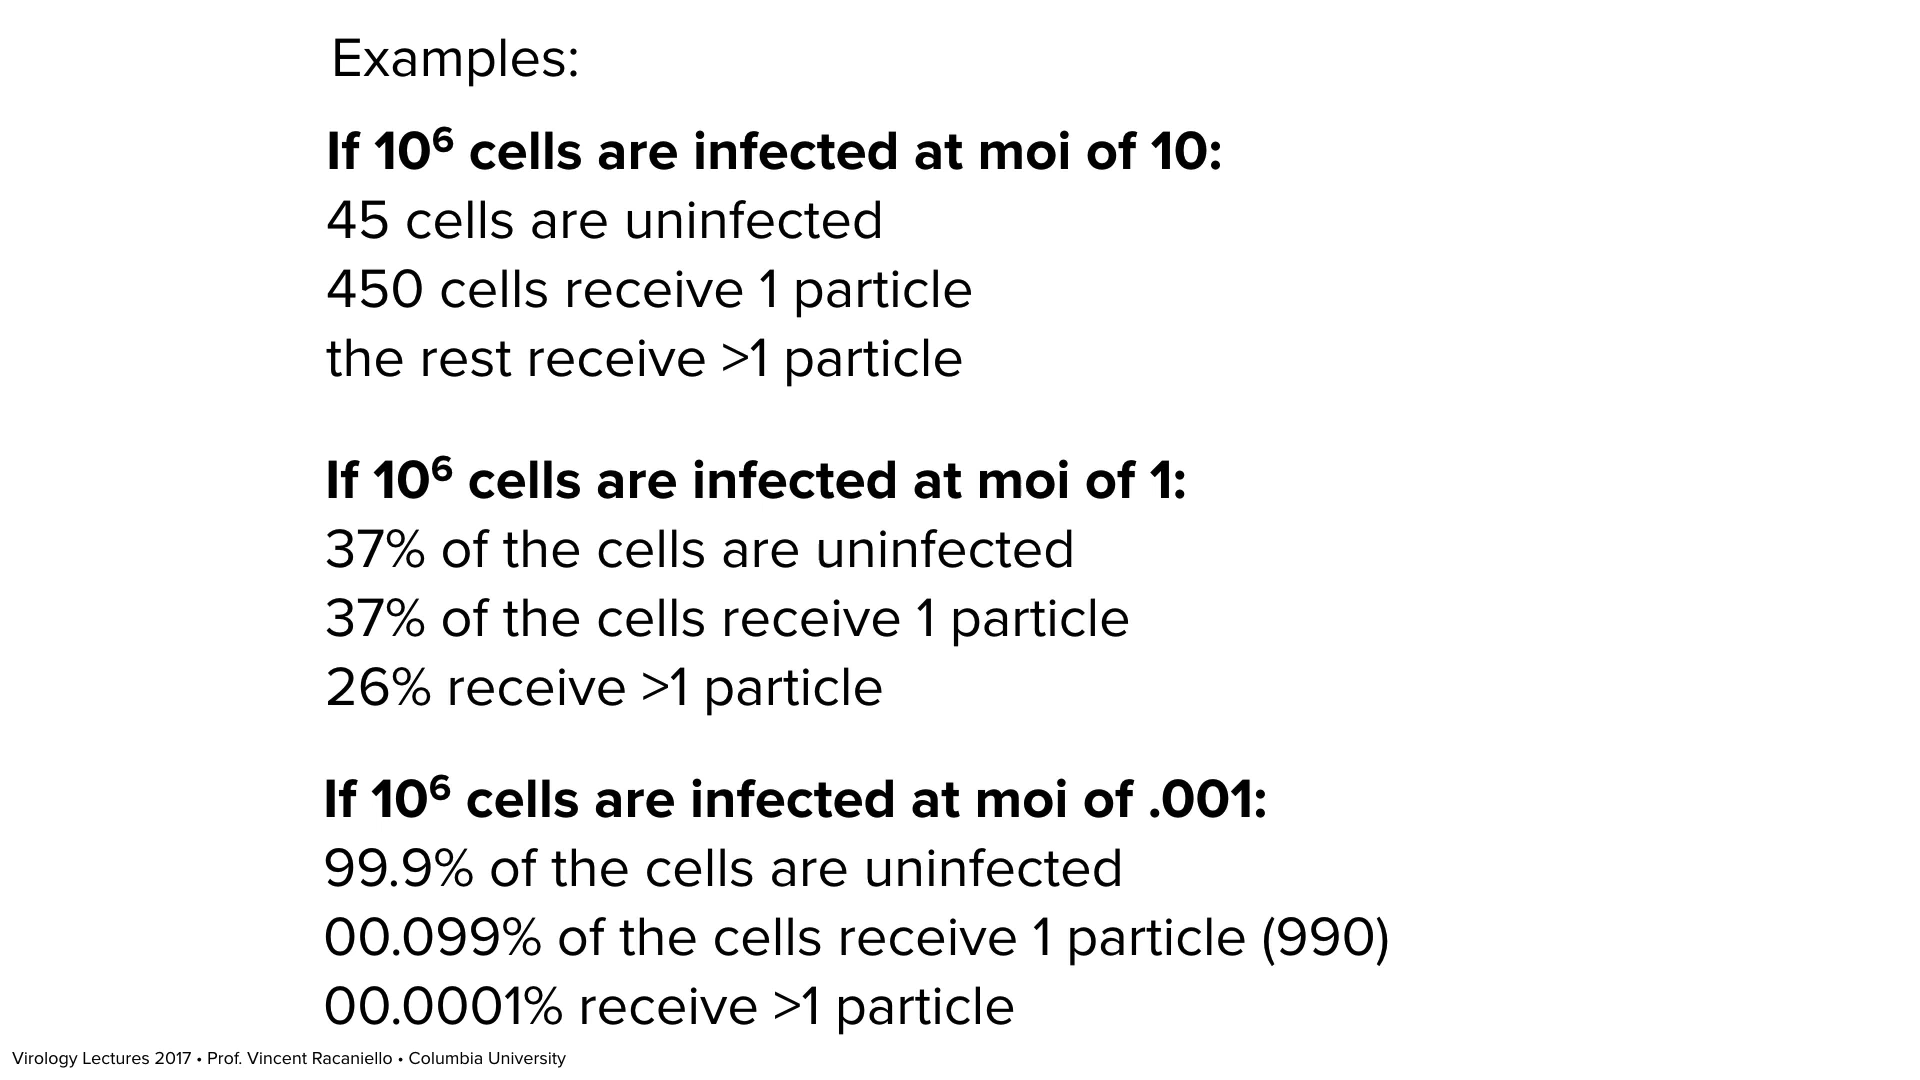 Examples:
If 10⁶ cells are infected at moi of 10:
45 cells are uninfected
450 cells receive 1 particle
the rest receive >1 particle
If 10⁶ cells are infected at moi of 1:
37% of the cells are uninfected
37% of the cells receive 1 particle
26% receive >1 particle
If 10⁶ cells are infected at moi of .001:
99.9% of the cells are uninfected
00.099% of the cells receive 1 particle (990)
00.0001% receive >1 particle
Virology Lectures 2017 • Prof. Vincent Racaniello • Columbia University